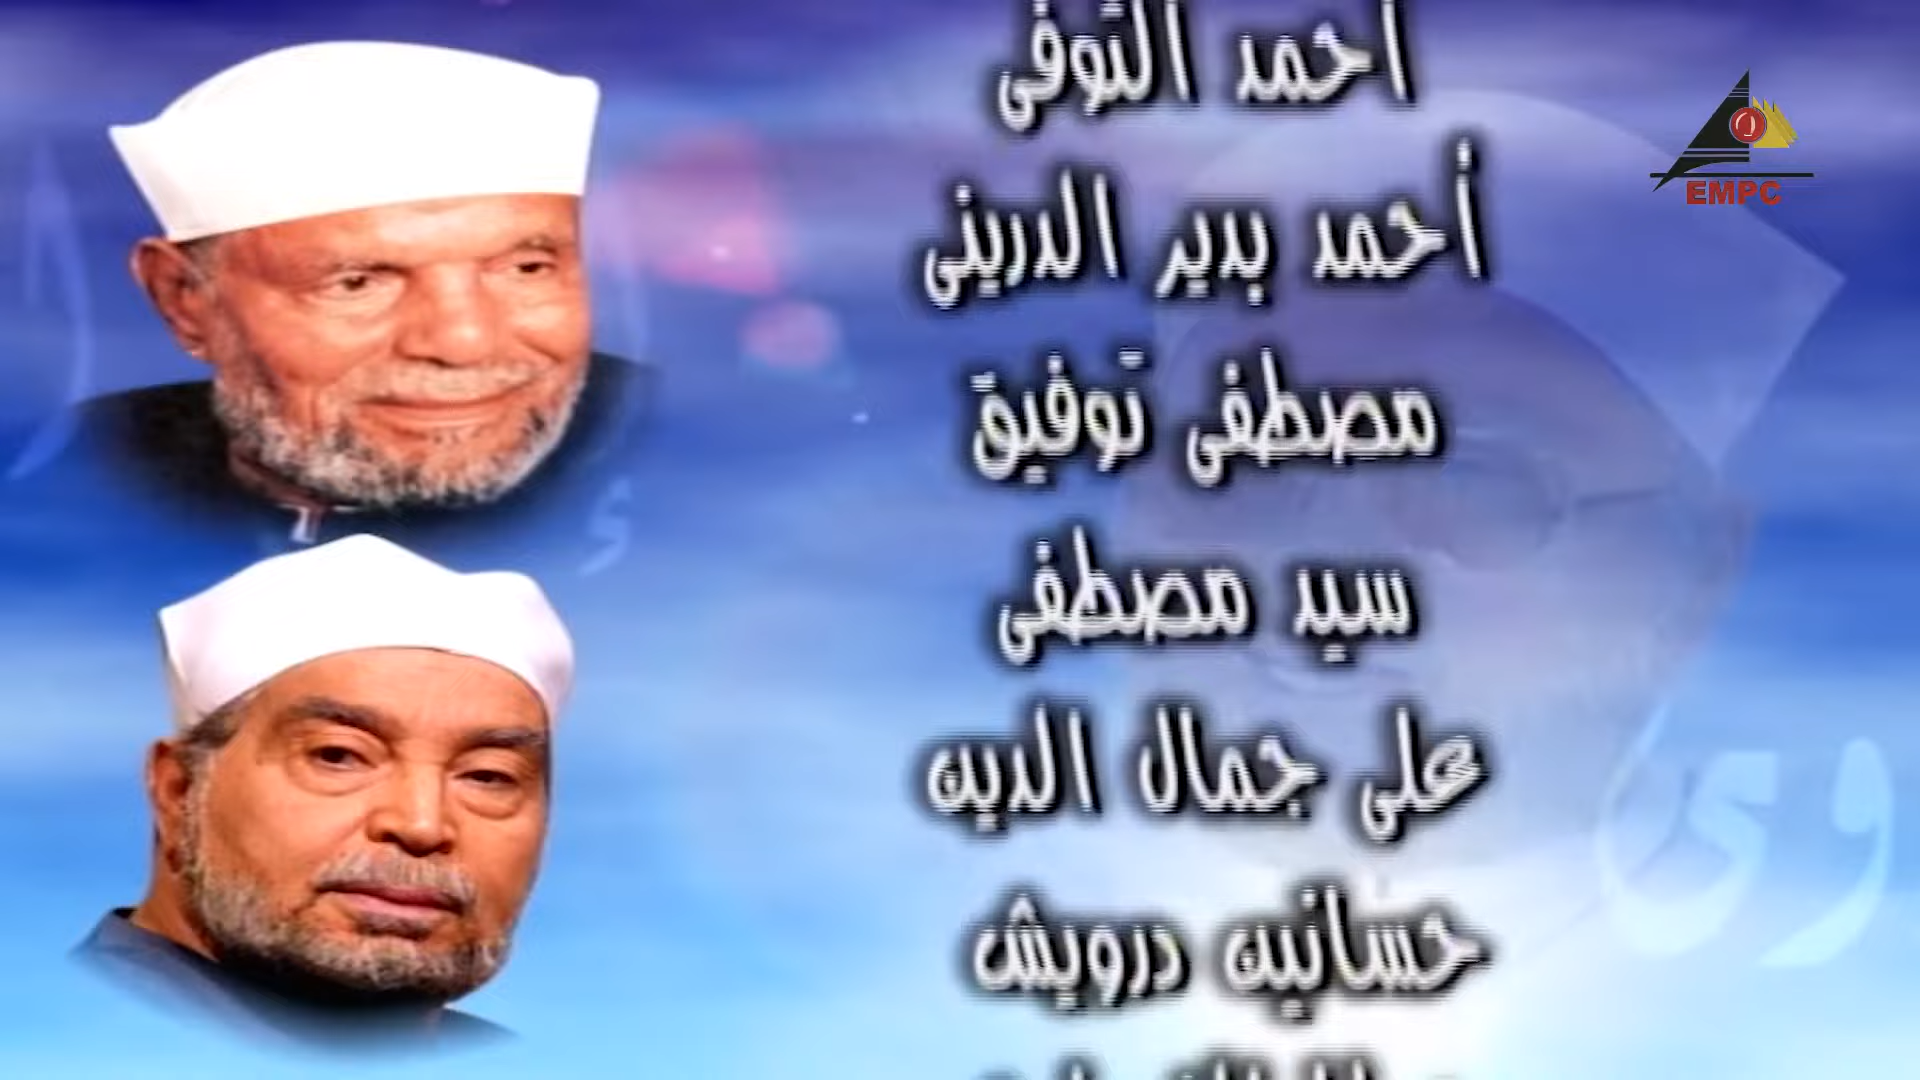 أحمد التوفى
EMPC
أحمد بدير الدرينى
مصطفى توفيق
سيد مصطفى
على جمال الدين
حسانين درويش